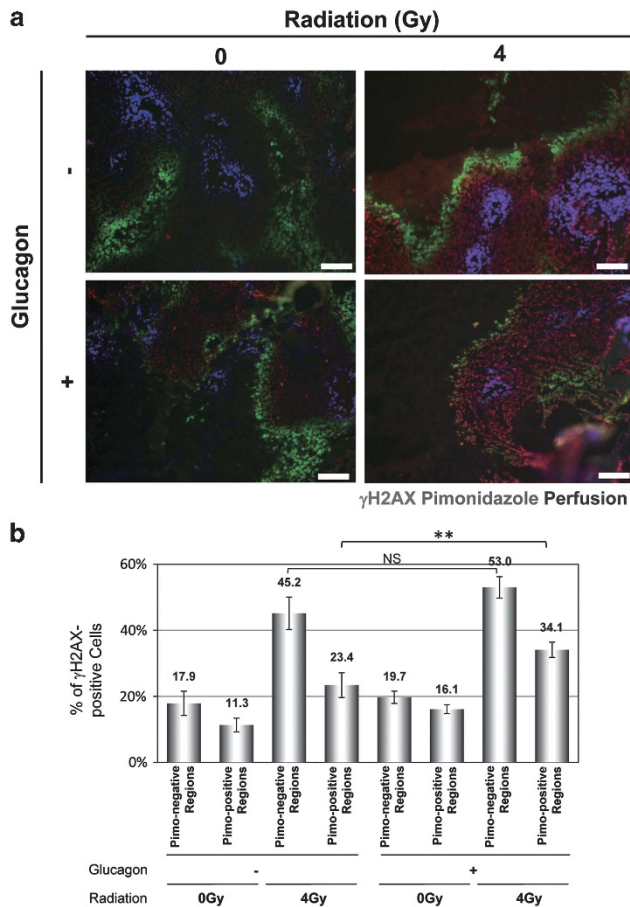 a
Radiation (Gy)
0
4
Glucagon
-
+
γH2AX Pimonidazole Perfusion
b
% of γH2AX-
positive Cells
60%
40%
20%
0%
**
NS
17.9
11.3
45.2
23.4
19.7
16.1
53.0
34.1
Pimo-negative
Regions
Pimo-positive
Regions
Pimo-negative
Regions
Pimo-positive
Regions
Pimo-negative
Regions
Pimo-positive
Regions
Pimo-negative
Regions
Pimo-positive
Regions
Glucagon - +
Radiation 0Gy 4Gy 0Gy 4Gy